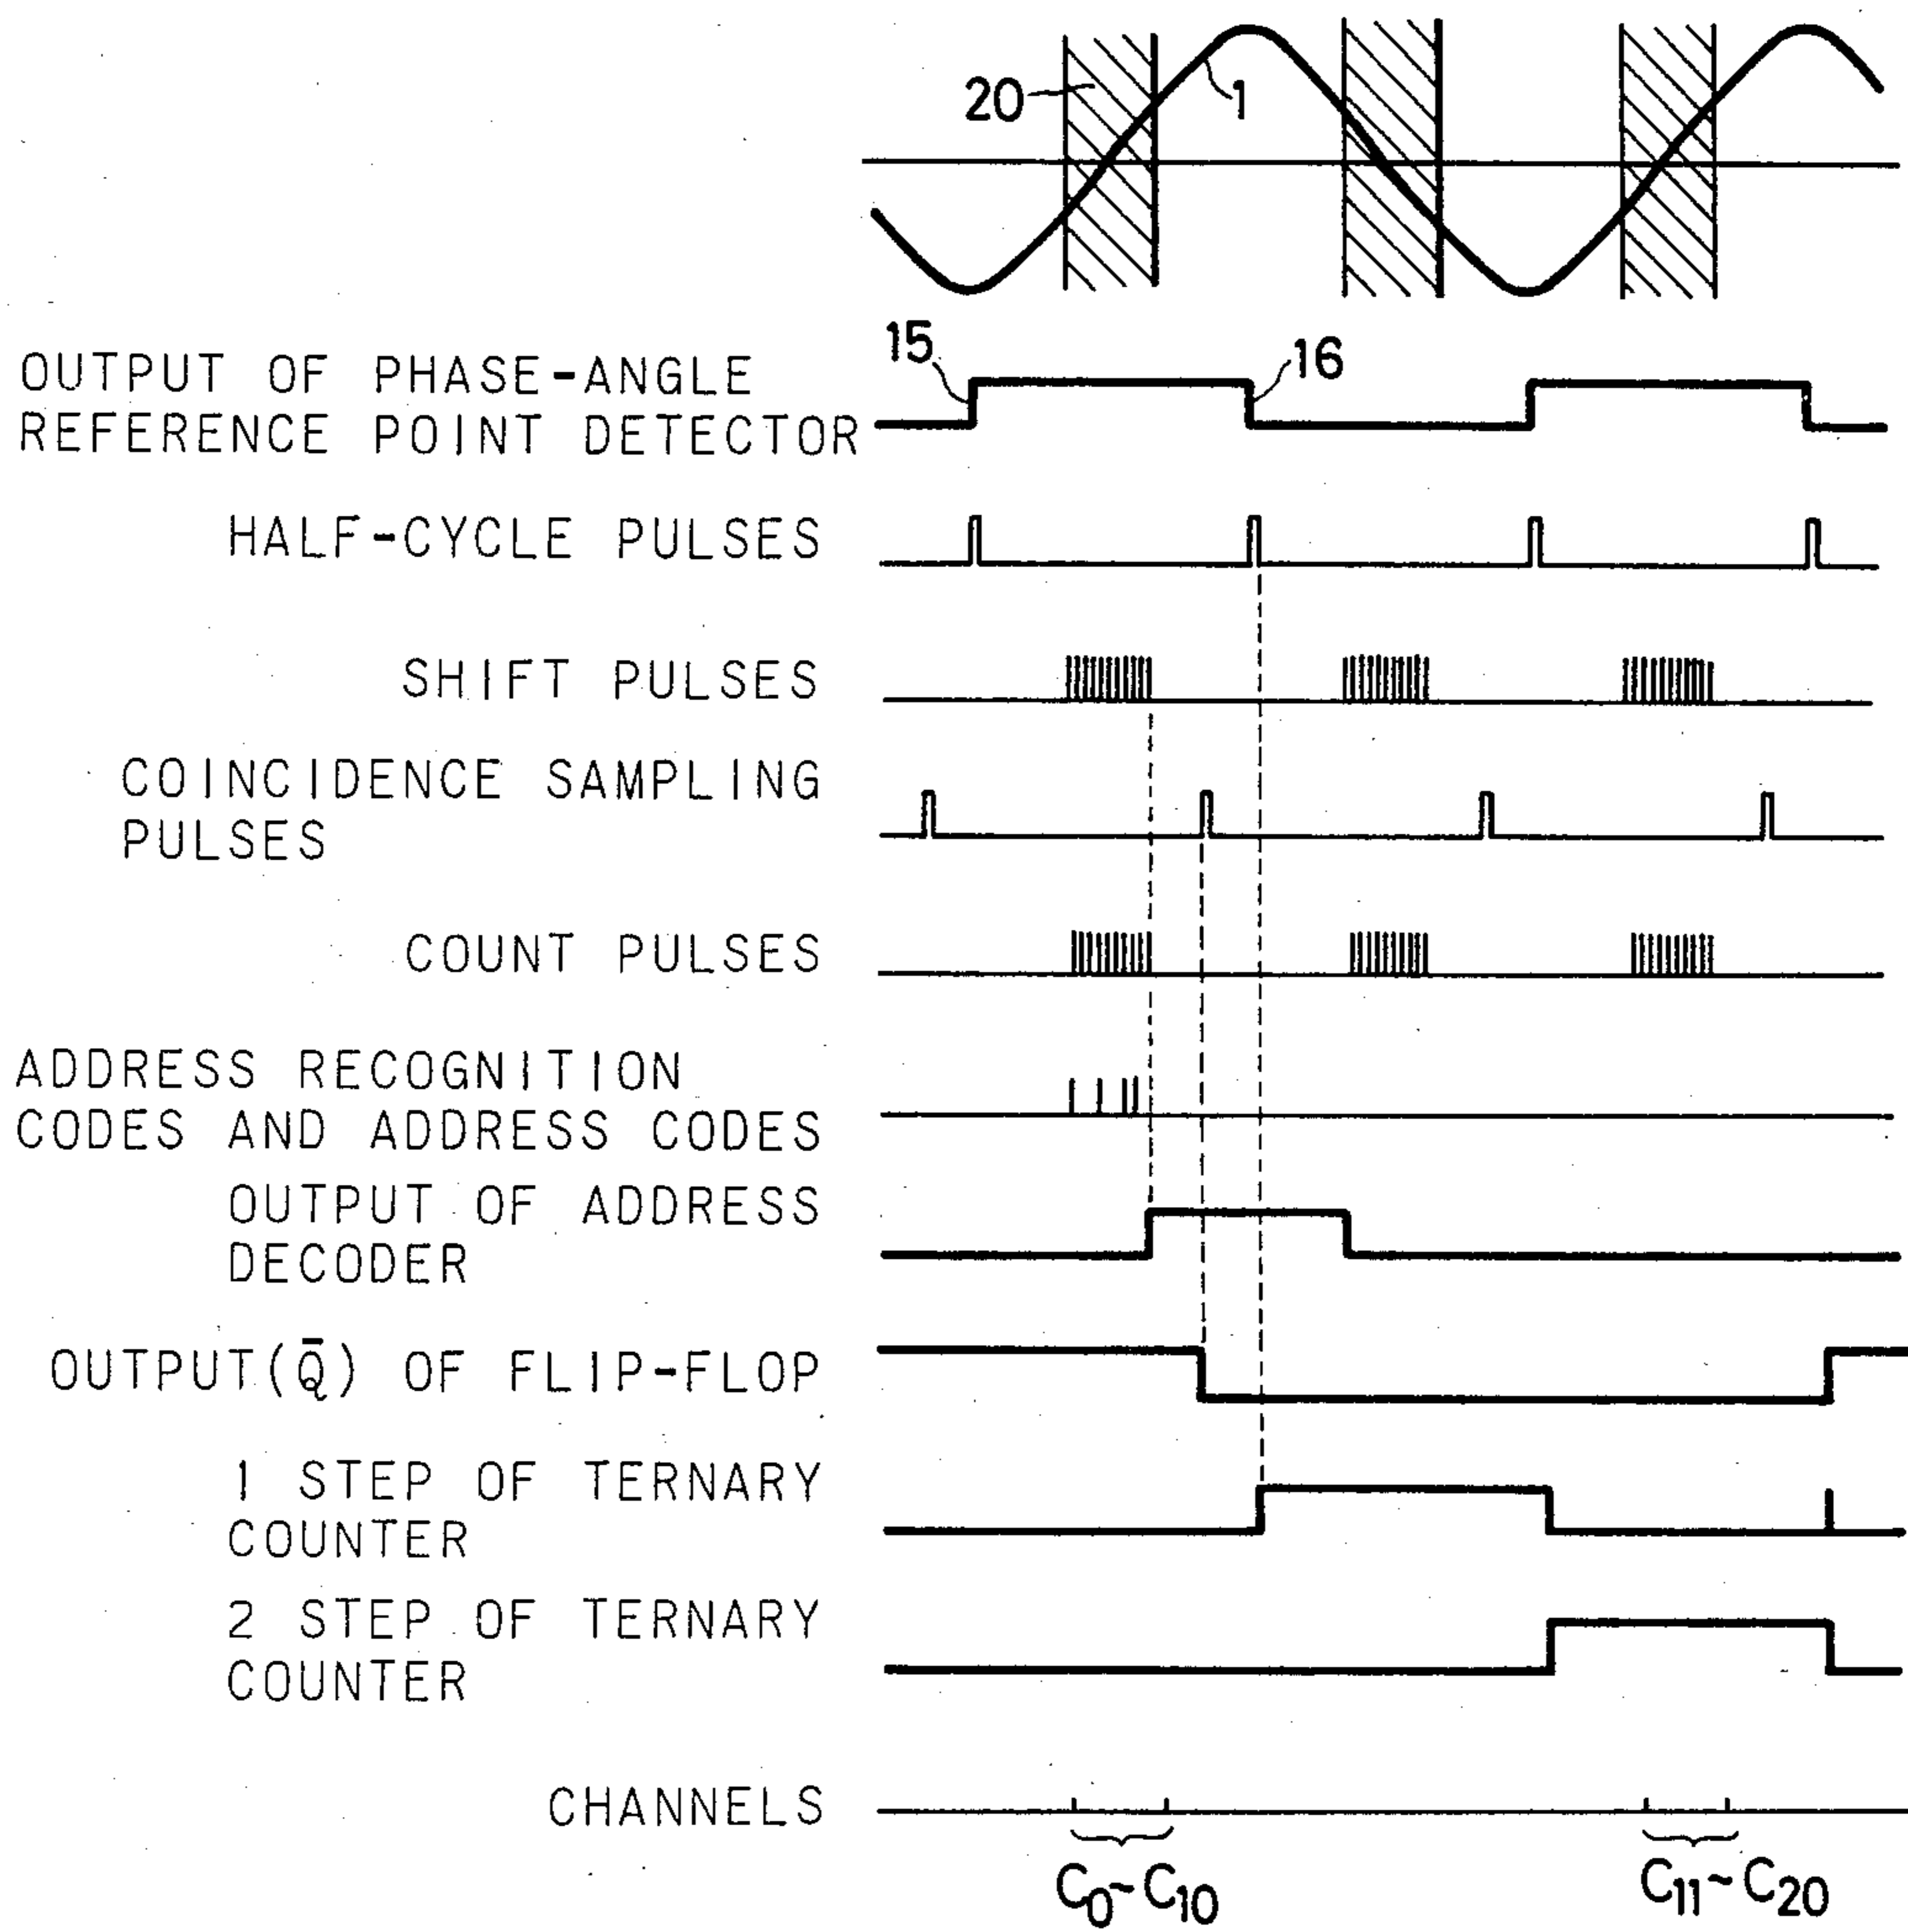 20
1
15
16
OUTPUT OF PHASE-ANGLE
REFERENCE POINT DETECTOR
HALF-CYCLE PULSES
SHIFT PULSES
COINCIDENCE SAMPLING
PULSES
COUNT PULSES
ADDRESS RECOGNITION
CODES AND ADDRESS CODES
OUTPUT OF ADDRESS
DECODER
OUTPUT(Q̄) OF FLIP-FLOP
1 STEP OF TERNARY
COUNTER
2 STEP OF TERNARY
COUNTER
CHANNELS
C₀~C₁₀
C₁₁~C₂₀